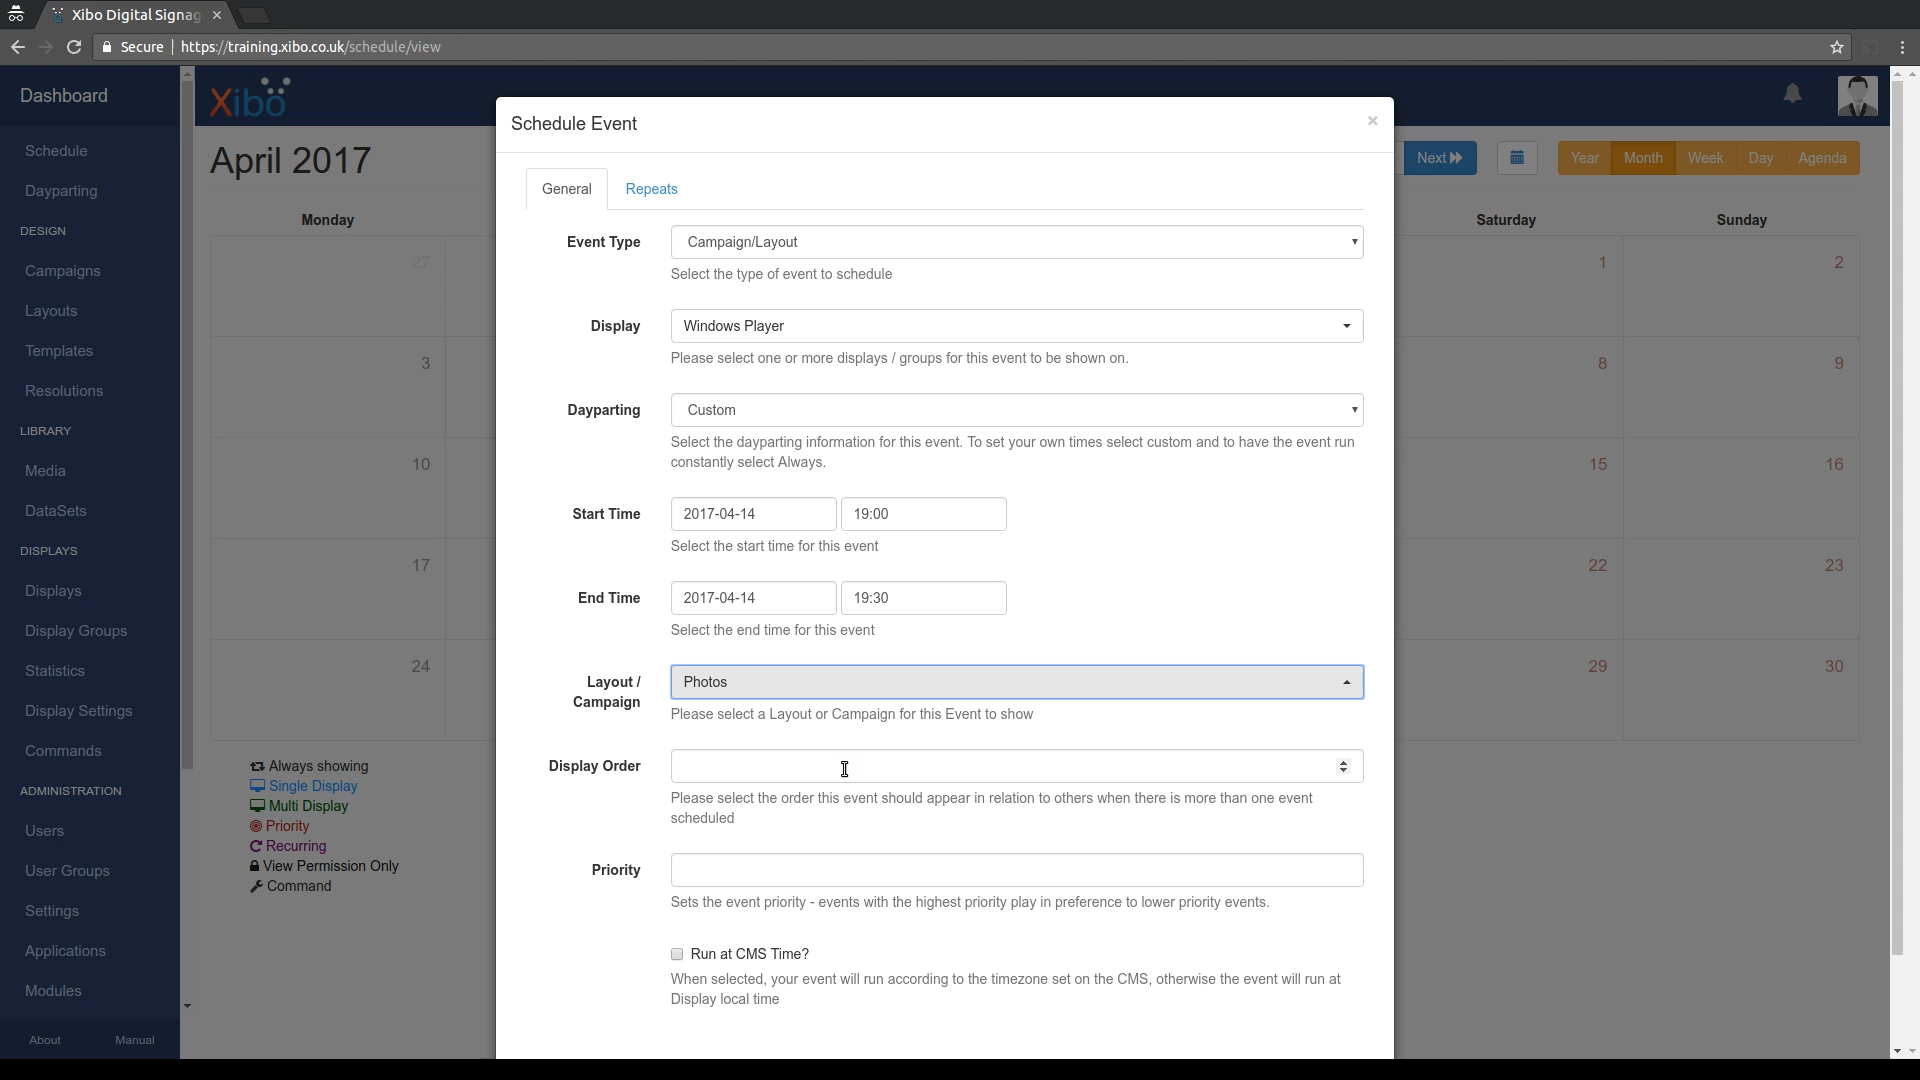 Xibo Digital Signag
Secure
https://training.xibo.co.uk/schedule/view
Dashboard
Schedule
Dayparting
DESIGN
Campaigns
Layouts
Templates
Resolutions
LIBRARY
Media
DataSets
DISPLAYS
Displays
Display Groups
Statistics
Display Settings
Commands
ADMINISTRATION
Users
User Groups
Settings
Applications
Modules
About Manual
Xibo
April 2017
Next
Year Month Week Day Agenda
Monday Saturday Sunday
27 1 2
3 8 9
10 15 16
17 22 23
24 29 30
Always showing
Single Display
Multi Display
Priority
Recurring
View Permission Only
Command
Schedule Event
×
General Repeats
Event Type Campaign/Layout
Select the type of event to schedule
Display Windows Player
Please select one or more displays / groups for this event to be shown on.
Dayparting Custom
Select the dayparting information for this event. To set your own times select custom and to have the event run
constantly select Always.
Start Time 2017-04-14 19:00
Select the start time for this event
End Time 2017-04-14 19:30
Select the end time for this event
Layout /
Campaign
Photos
Please select a Layout or Campaign for this Event to show
Display Order
Please select the order this event should appear in relation to others when there is more than one event
scheduled
Priority
Sets the event priority - events with the highest priority play in preference to lower priority events.
Run at CMS Time?
When selected, your event will run according to the timezone set on the CMS, otherwise the event will run at
Display local time